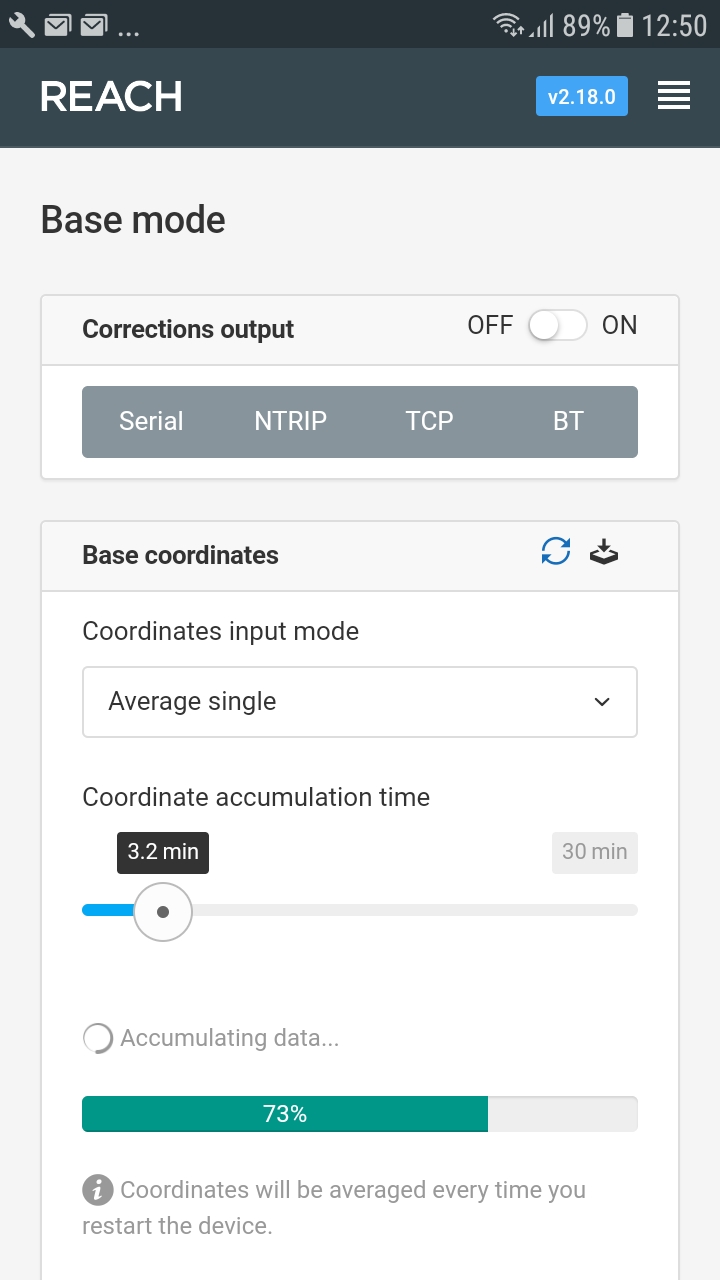 ... 89% 12:50
REACH v2.18.0
Base mode
Corrections output OFF ON
Serial NTRIP TCP BT
Base coordinates
Coordinates input mode
Average single
Coordinate accumulation time
3.2 min 30 min
Accumulating data...
73%
i Coordinates will be averaged every time you
restart the device.